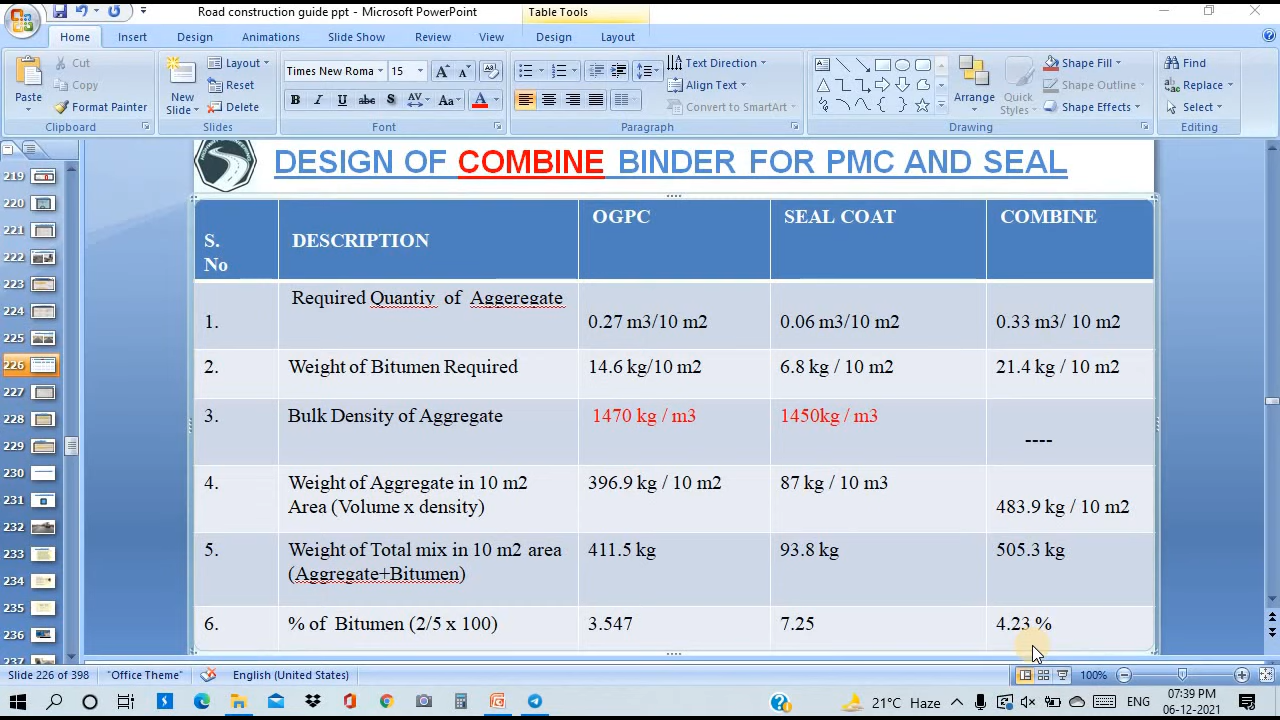 Road construction guide ppt - Microsoft PowerPoint
Table Tools
Home Insert Design Animations Slide Show Review View Design Layout
Paste
Cut
Copy
Format Painter
Clipboard
New Slide
Layout
Reset
Delete
Slides
Times New Roma 15
B I U abc S AV Aa A
Font
Text Direction
Align Text
Convert to SmartArt
Paragraph
Arrange
Quick Styles
Shape Fill
Shape Outline
Shape Effects
Drawing
Find
Replace
Select
Editing
219
220
221
222
223
224
225
226
227
228
229
230
231
232
233
234
235
236
237
DESIGN OF COMBINE BINDER FOR PMC AND SEAL
S. No DESCRIPTION OGPC SEAL COAT COMBINE
1. Required Quantiy of Aggeregate 0.27 m3/10 m2 0.06 m3/10 m2 0.33 m3/ 10 m2
2. Weight of Bitumen Required 14.6 kg/10 m2 6.8 kg / 10 m2 21.4 kg / 10 m2
3. Bulk Density of Aggregate 1470 kg / m3 1450kg / m3 ----
4. Weight of Aggregate in 10 m2 396.9 kg / 10 m2 87 kg / 10 m3
Area (Volume x density) 483.9 kg / 10 m2
5. Weight of Total mix in 10 m2 area 411.5 kg 93.8 kg 505.3 kg
(Aggregate+Bitumen)
6. % of Bitumen (2/5 x 100) 3.547 7.25 4.23 %
Slide 226 of 398 "Office Theme" English (United States) 100%
21°C Haze ENG 07:39 PM
06-12-2021